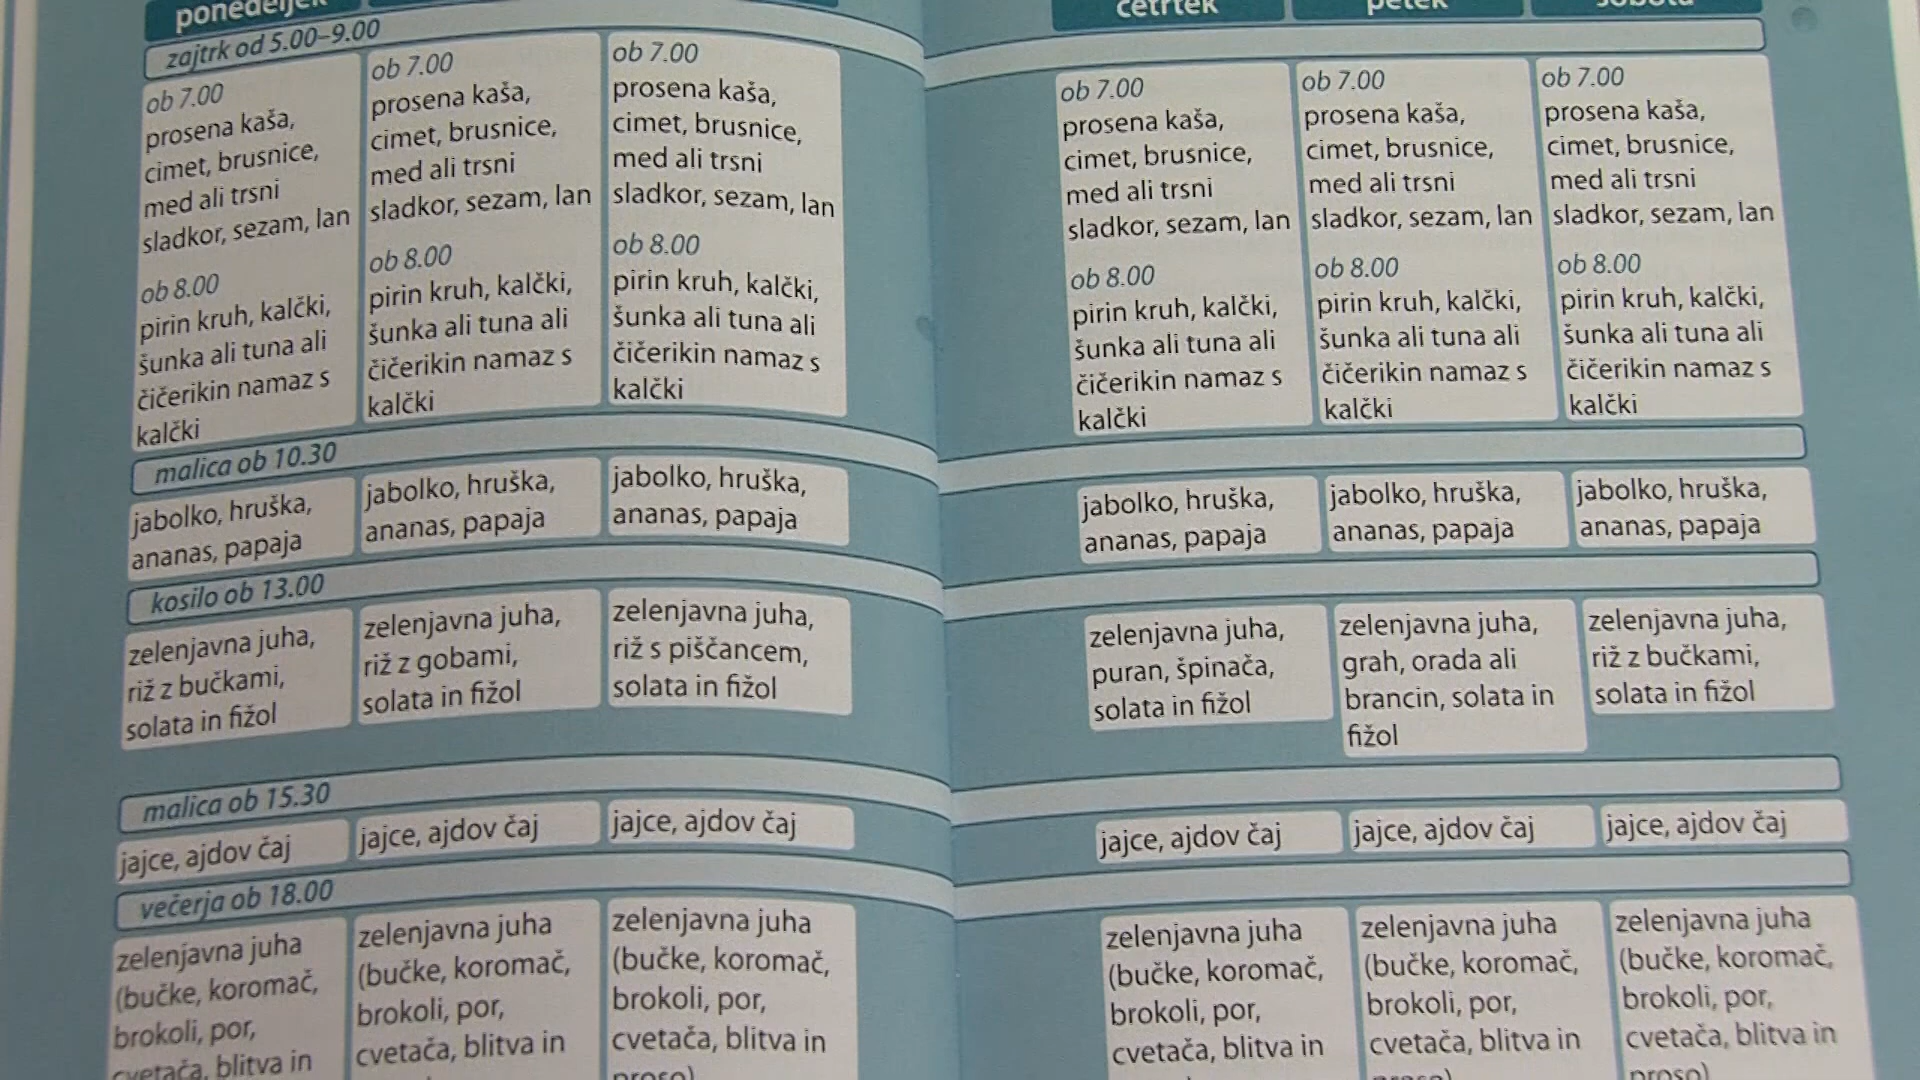 ponedeljek
zajtrk od 5.00–9.00
ob 7.00
prosena kaša,
cimet, brusnice,
med ali trsni
sladkor, sezam, lan
ob 8.00
pirin kruh, kalčki,
šunka ali tuna ali
čičerikin namaz s
kalčki
ob 7.00
prosena kaša,
cimet, brusnice,
med ali trsni
sladkor, sezam, lan
ob 8.00
pirin kruh, kalčki,
šunka ali tuna ali
čičerikin namaz s
kalčki
ob 7.00
prosena kaša,
cimet, brusnice,
med ali trsni
sladkor, sezam, lan
ob 8.00
pirin kruh, kalčki,
šunka ali tuna ali
čičerikin namaz s
kalčki
malica ob 10.30
jabolko, hruška,
ananas, papaja
jabolko, hruška,
ananas, papaja
jabolko, hruška,
ananas, papaja
kosilo ob 13.00
zelenjavna juha,
riž z bučkami,
solata in fižol
zelenjavna juha,
riž z gobami,
solata in fižol
zelenjavna juha,
riž s piščancem,
solata in fižol
malica ob 15.30
jajce, ajdov čaj
jajce, ajdov čaj
jajce, ajdov čaj
večerja ob 18.00
zelenjavna juha
(bučke, koromač,
brokoli, por,
cvetača, blitva in
zelenjavna juha
(bučke, koromač,
brokoli, por,
cvetača, blitva in
zelenjavna juha
(bučke, koromač,
brokoli, por,
cvetača, blitva in
proso)
četrtek
petek
sobota
ob 7.00
prosena kaša,
cimet, brusnice,
med ali trsni
sladkor, sezam, lan
ob 8.00
pirin kruh, kalčki,
šunka ali tuna ali
čičerikin namaz s
kalčki
ob 7.00
prosena kaša,
cimet, brusnice,
med ali trsni
sladkor, sezam, lan
ob 8.00
pirin kruh, kalčki,
šunka ali tuna ali
čičerikin namaz s
kalčki
ob 7.00
prosena kaša,
cimet, brusnice,
med ali trsni
sladkor, sezam, lan
ob 8.00
pirin kruh, kalčki,
šunka ali tuna ali
čičerikin namaz s
kalčki
jabolko, hruška,
ananas, papaja
jabolko, hruška,
ananas, papaja
jabolko, hruška,
ananas, papaja
zelenjavna juha,
puran, špinača,
solata in fižol
zelenjavna juha,
grah, orada ali
brancin, solata in
fižol
zelenjavna juha,
riž z bučkami,
solata in fižol
jajce, ajdov čaj
jajce, ajdov čaj
jajce, ajdov čaj
zelenjavna juha
(bučke, koromač,
brokoli, por,
cvetača, blitva in
zelenjavna juha
(bučke, koromač,
brokoli, por,
cvetača, blitva in
proso)
zelenjavna juha
(bučke, koromač,
brokoli, por,
cvetača, blitva in
proso)